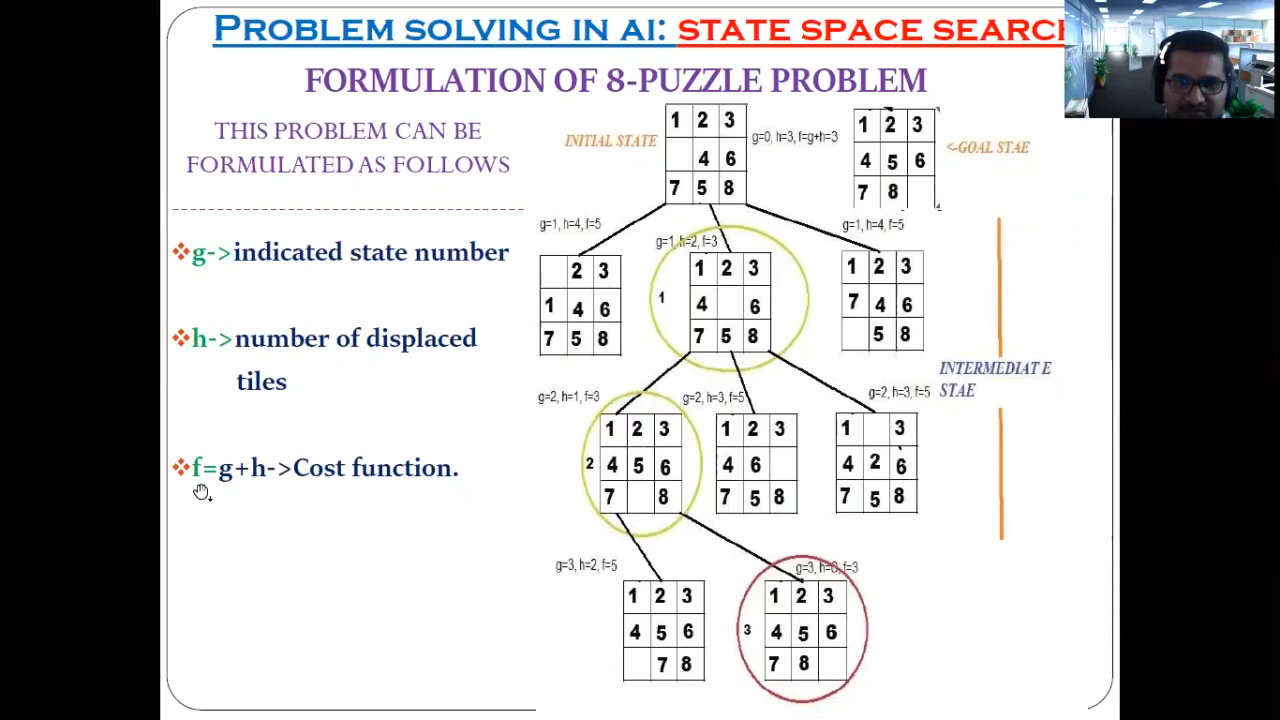 PROBLEM SOLVING IN AI: STATE SPACE SEARCH
FORMULATION OF 8-PUZZLE PROBLEM
THIS PROBLEM CAN BE
FORMULATED AS FOLLOWS
g->indicated state number
h->number of displaced
tiles
f=g+h->Cost function.
INITIAL STATE
1 2 3
4 6
7 5 8
g=0, h=3, f=g+h=3
1 2 3
4 5 6
7 8
<-GOAL STAE
g=1, h=4, f=5
2 3
1 4 6
7 5 8
g=1, h=2, f=3
1
1 2 3
4 6
7 5 8
g=1, h=4, f=5
1 2 3
7 4 6
5 8
INTERMEDIAT E
STAE
g=2, h=1, f=3
2
1 2 3
4 5 6
7 8
g=2, h=3, f=5
1 2 3
4 6
7 5 8
g=2, h=3, f=5
1 3
4 2 6
7 5 8
g=3, h=2, f=5
1 2 3
4 5 6
7 8
g=3, h=0, f=3
3
1 2 3
4 5 6
7 8